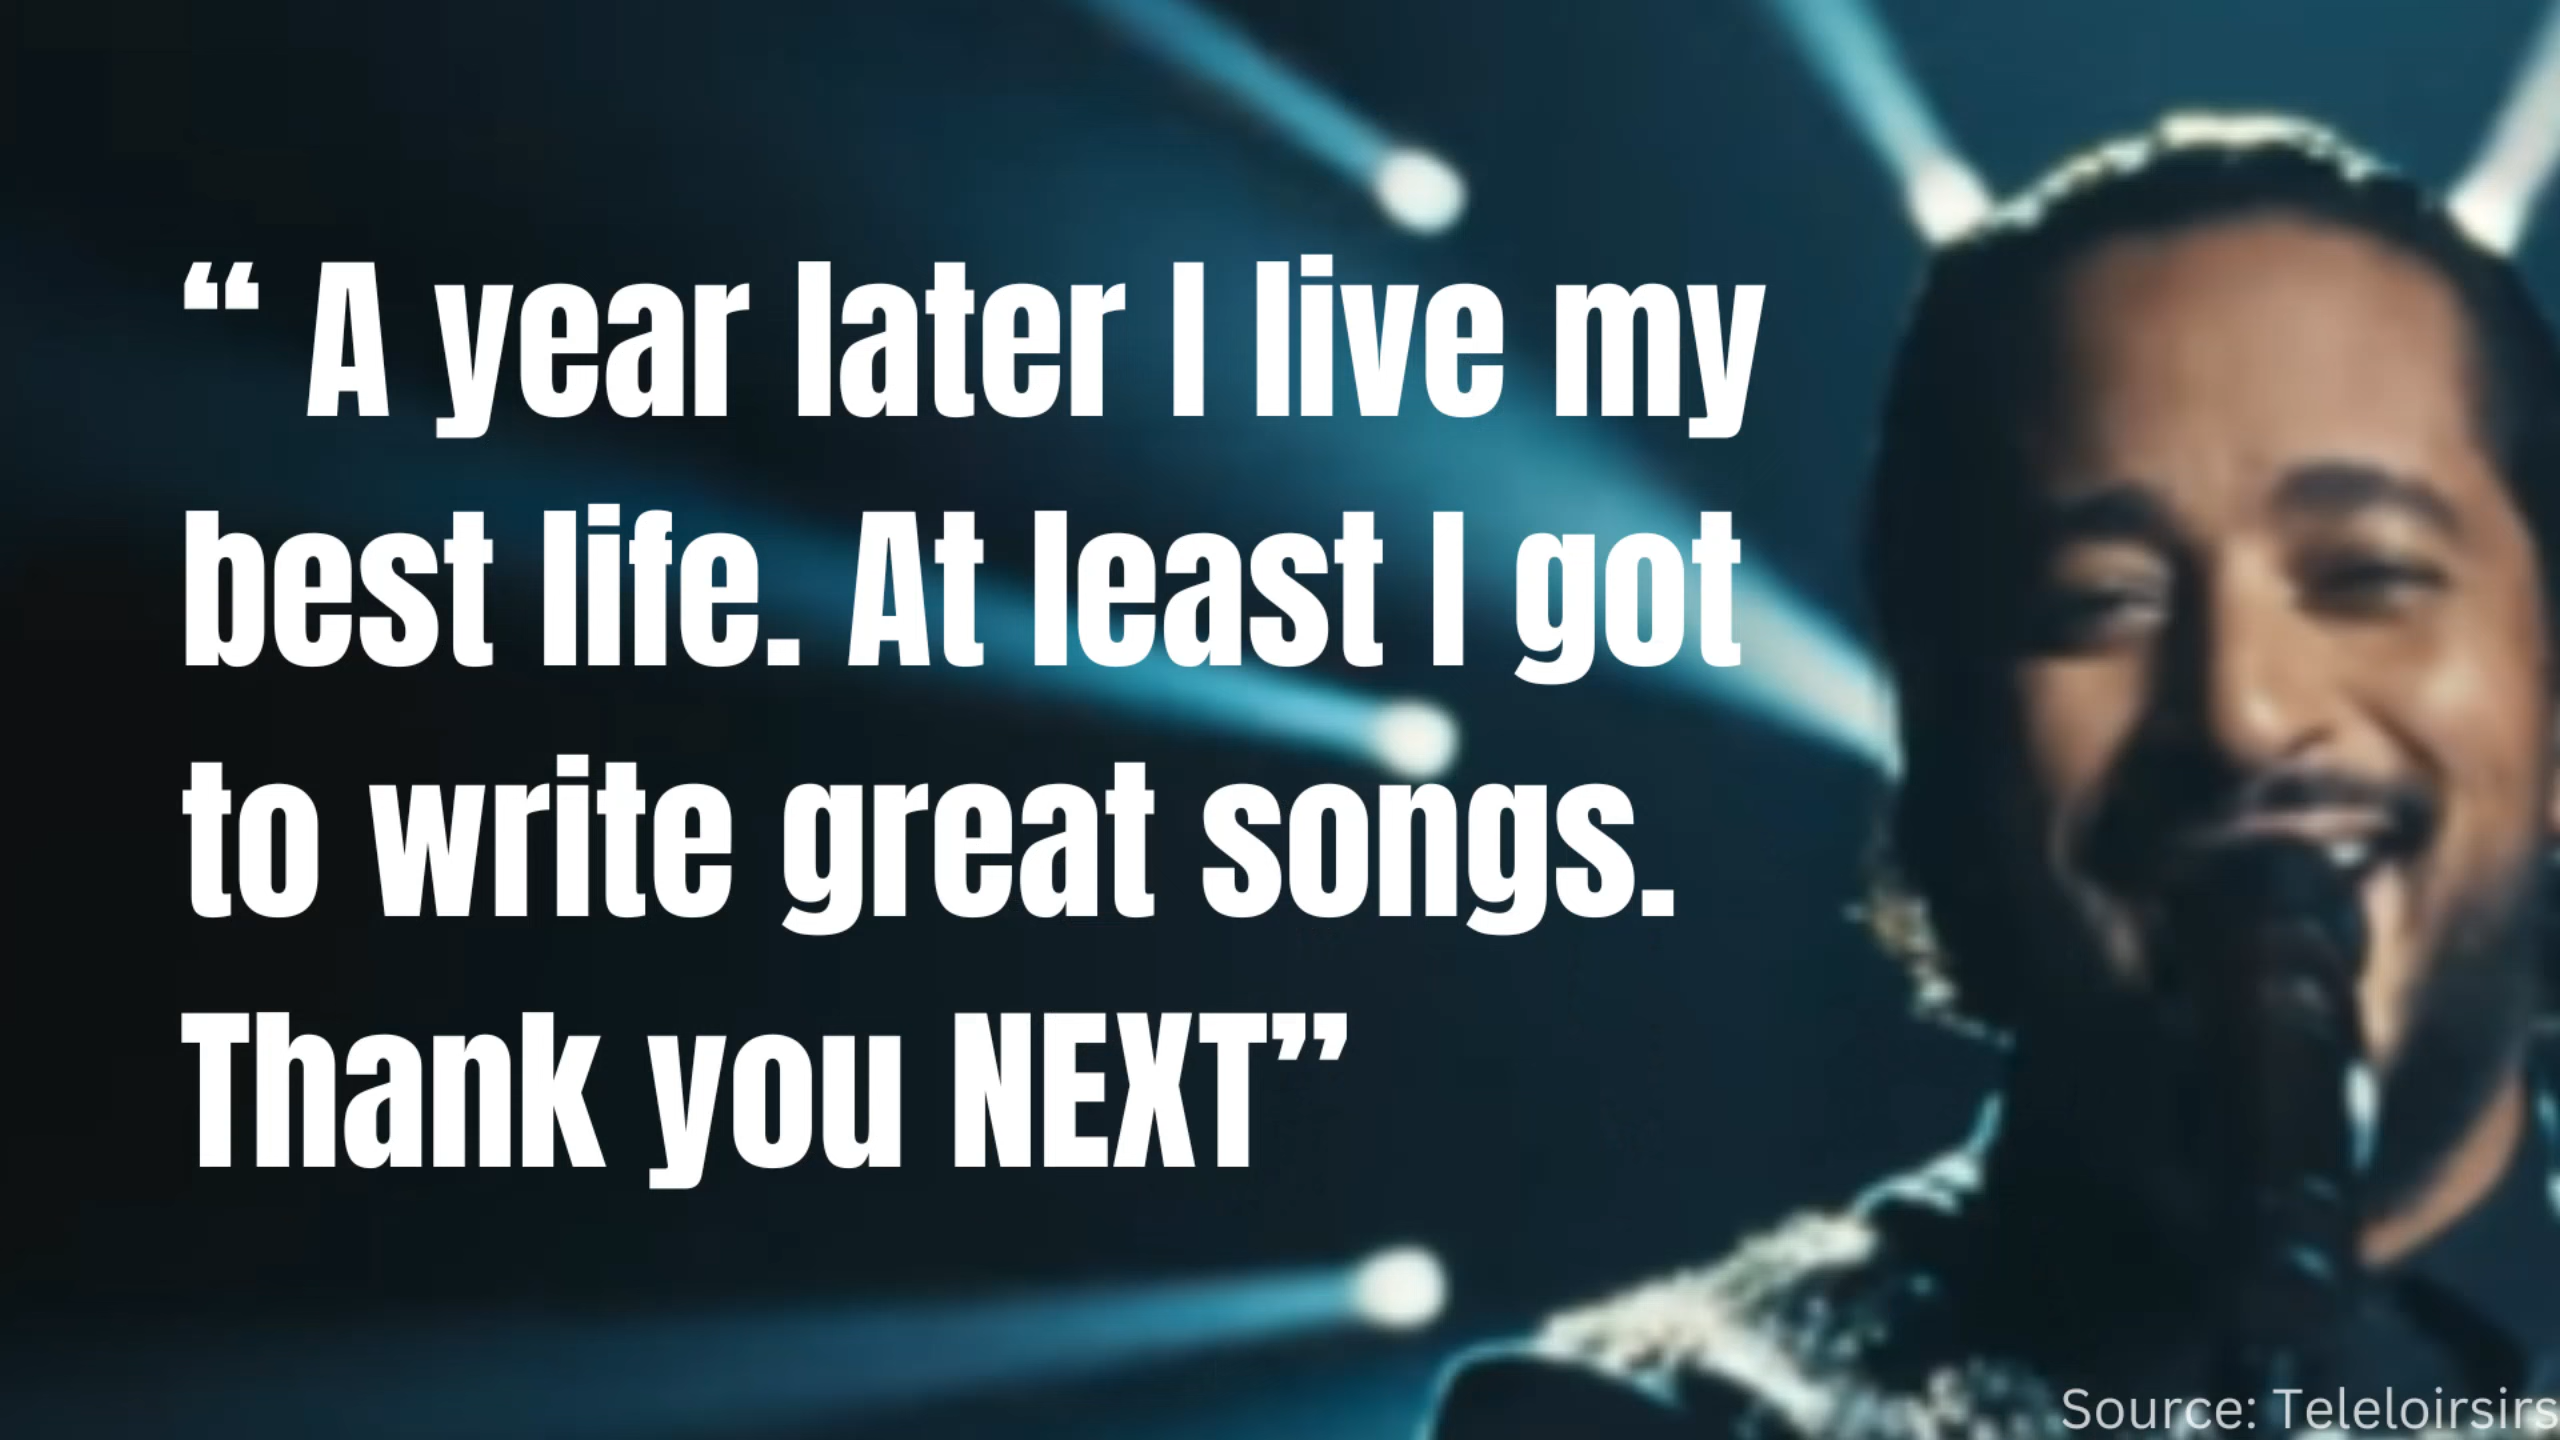 “ A year later I live my
best life. At least I got
to write great songs.
Thank you NEXT”
Source: Teleloirsirs